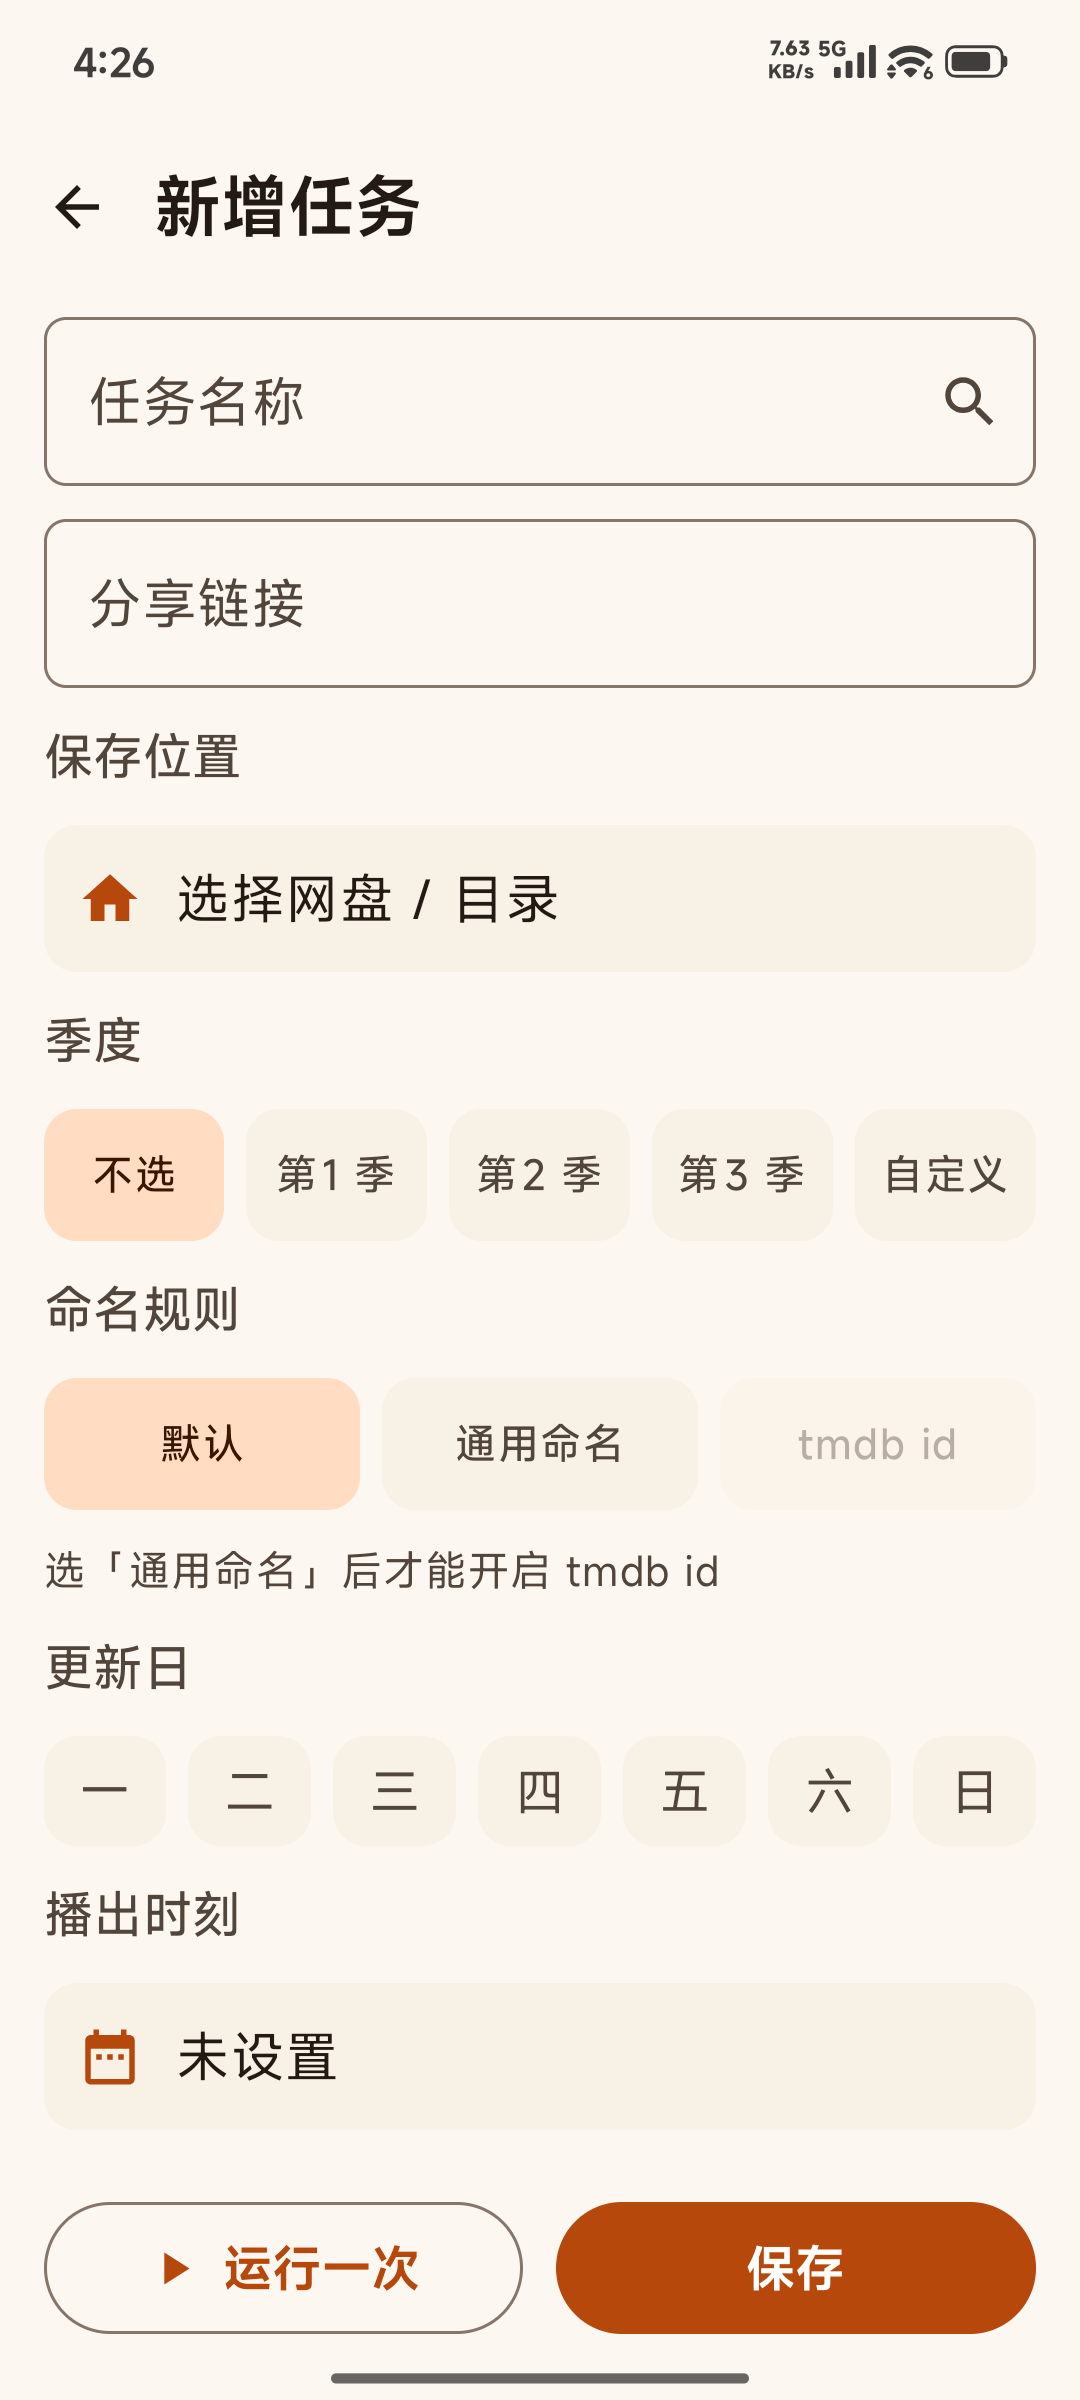 4:26
7.63 KB/s 5G 6
新增任务
任务名称
分享链接
保存位置
选择网盘 / 目录
季度
不选 第1 季 第2 季 第3 季 自定义
命名规则
默认 通用命名 tmdb id
选「通用命名」后才能开启 tmdb id
更新日
一 二 三 四 五 六 日
播出时刻
未设置
运行一次 保存